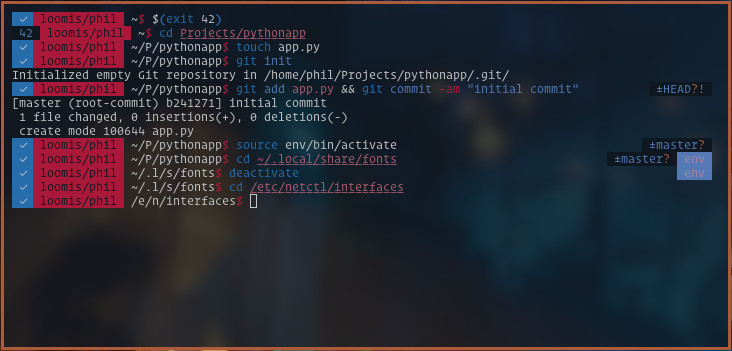 ✓ loomis/phil ~$ $(exit 42)
42 loomis/phil ~$ cd Projects/pythonapp
✓ loomis/phil ~/P/pythonapp$ touch app.py
✓ loomis/phil ~/P/pythonapp$ git init
Initialized empty Git repository in /home/phil/Projects/pythonapp/.git/
✓ loomis/phil ~/P/pythonapp$ git add app.py && git commit -am "initial commit" ±HEAD?!
[master (root-commit) b241271] initial commit
1 file changed, 0 insertions(+), 0 deletions(-)
create mode 100644 app.py
✓ loomis/phil ~/P/pythonapp$ source env/bin/activate ±master?
✓ loomis/phil ~/P/pythonapp$ cd ~/.local/share/fonts ±master? env
✓ loomis/phil ~/.l/s/fonts$ deactivate env
✓ loomis/phil ~/.l/s/fonts$ cd /etc/netctl/interfaces
✓ loomis/phil /e/n/interfaces$